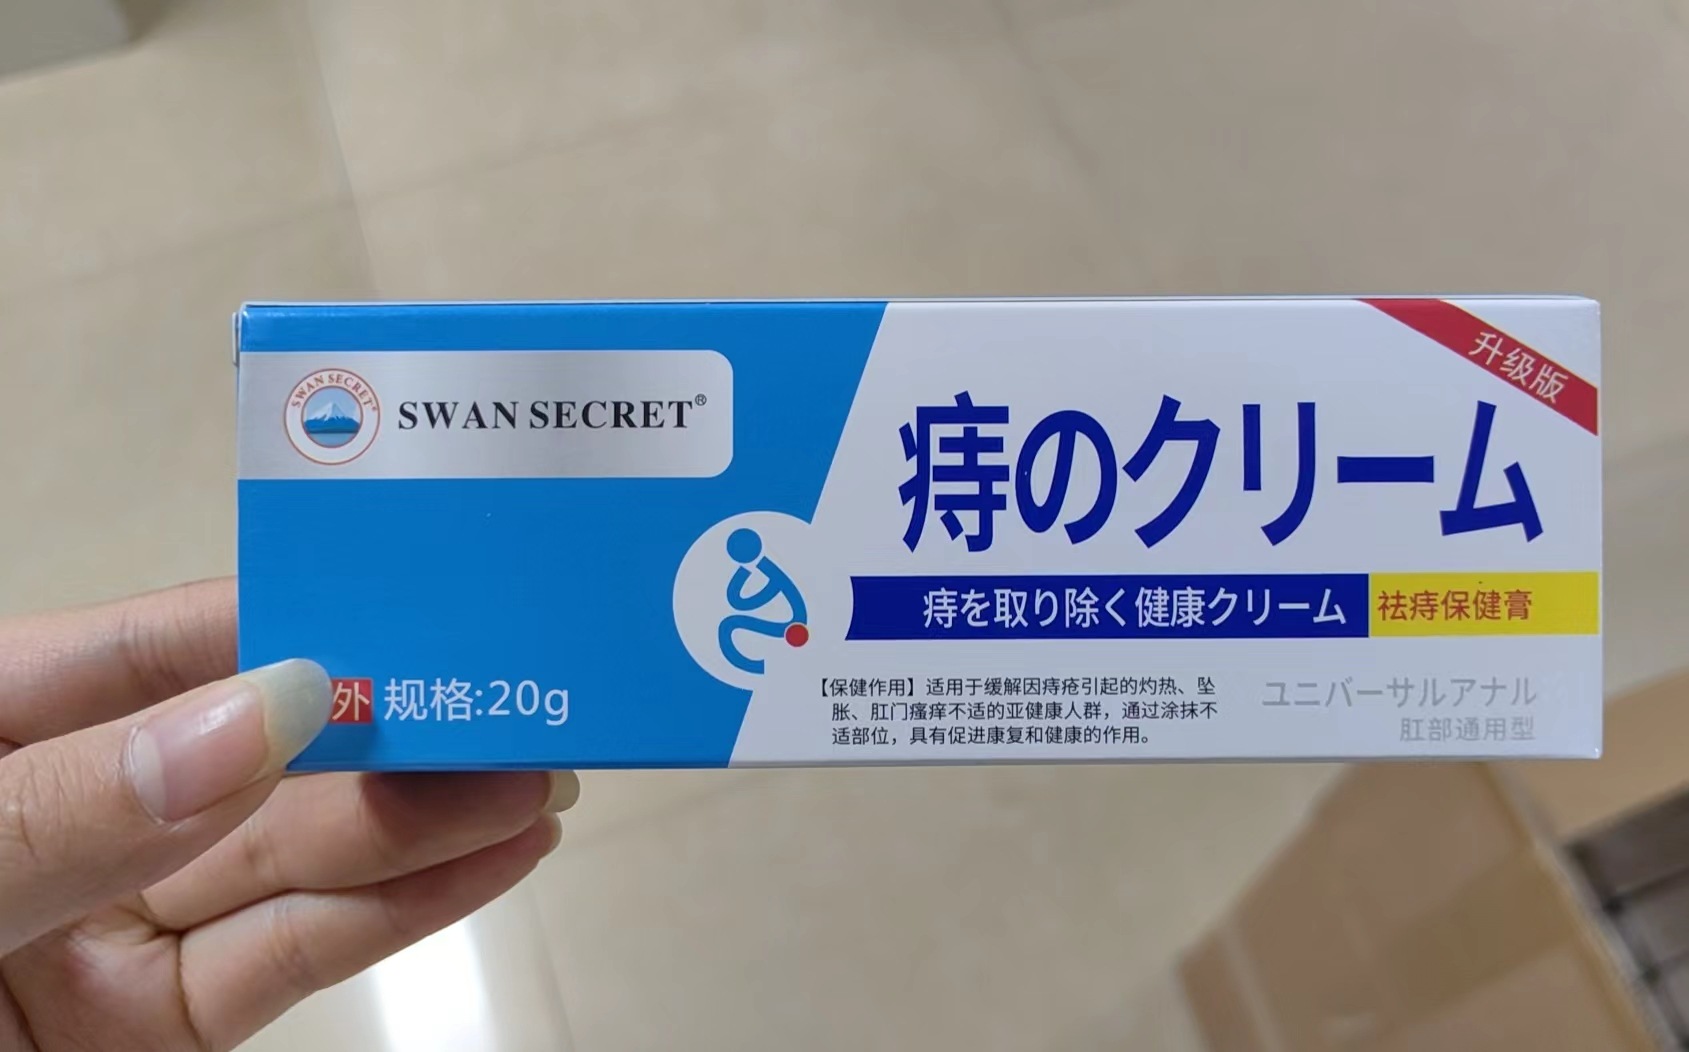 SWAN SECRET®
SWAN SECRET®
升级版
痔のクリーム
痔を取り除く健康クリーム
祛痔保健膏
外
规格:20g
【保健作用】适用于缓解因痔疮引起的灼热、坠
胀、肛门瘙痒不适的亚健康人群，通过涂抹不
适部位，具有促进康复和健康的作用。
ユニバーサルアナル
肛部通用型